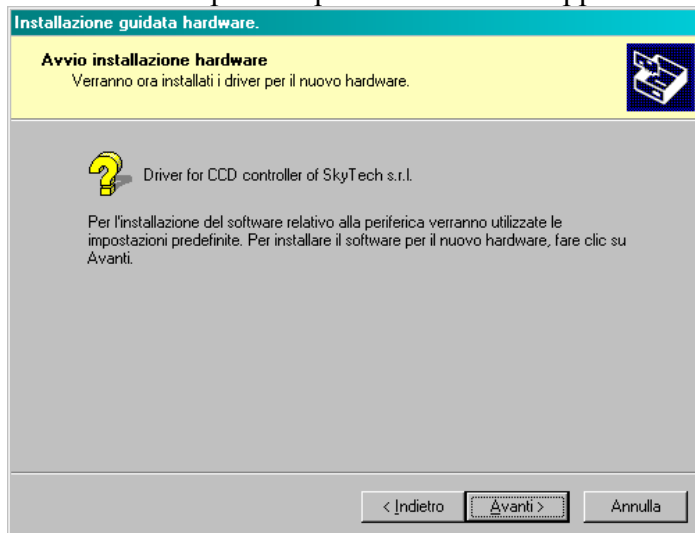 Installazione guidata hardware.
Avvio installazione hardware
Verranno ora installati i driver per il nuovo hardware.
Driver for CCD controller of SkyTech s.r.l.
Per l'installazione del software relativo alla periferica verranno utilizzate le
impostazioni predefinite. Per installare il software per il nuovo hardware, fare clic su
Avanti.
< Indietro Avanti > Annulla